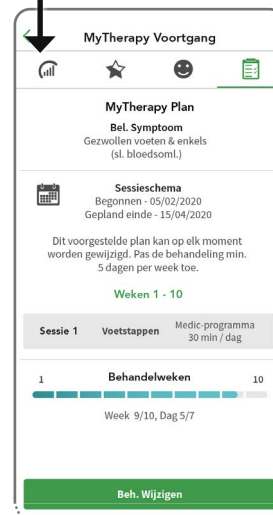 MyTherapy Voortgang
MyTherapy Plan
Bel. Symptoom
Gezwollen voeten & enkels
(sl. bloedsoml.)
Sessieschema
Begonnen - 05/02/2020
Gepland einde - 15/04/2020
Dit voorgestelde plan kan op elk moment
worden gewijzigd. Pas de behandeling min.
5 dagen per week toe.
Weken 1 - 10
Sessie 1 Voetstappen Medic-programma
30 min / dag
1 Behandelweken 10
Week 9/10, Dag 5/7
Beh. Wijzigen